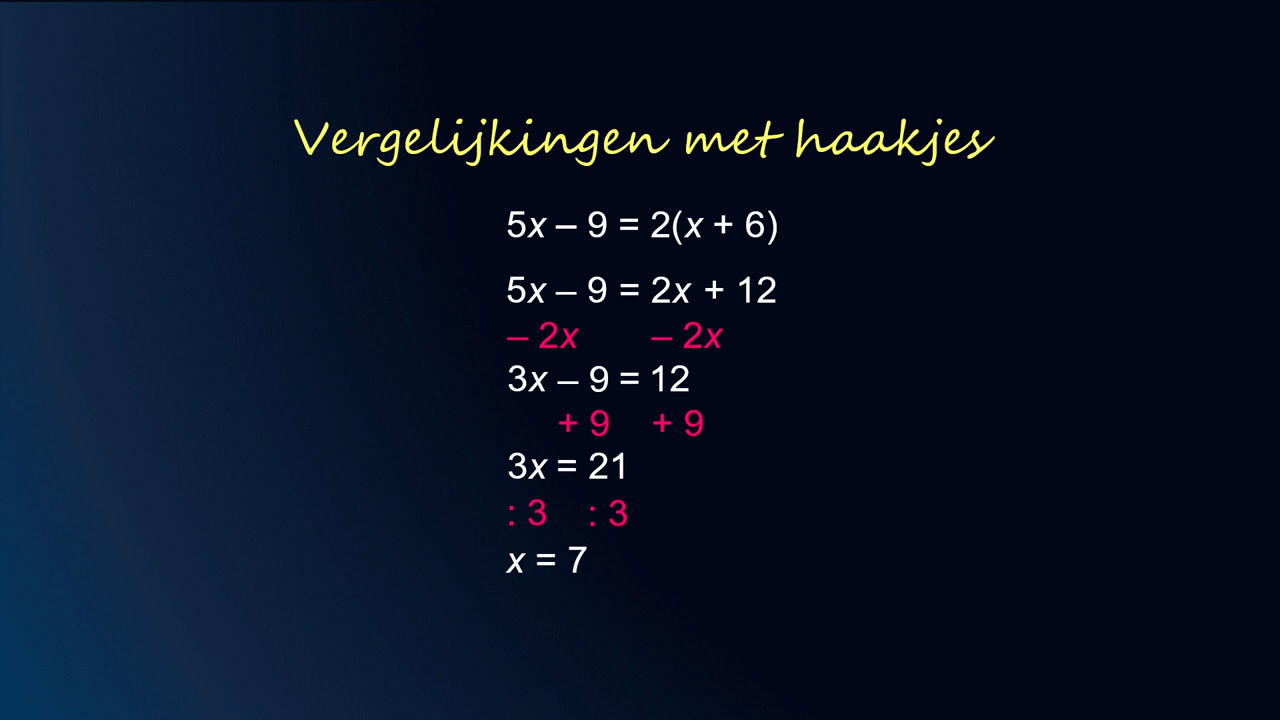 Vergelijkingen met haakjes
5x – 9 = 2(x + 6)
5x – 9 = 2x + 12
– 2x – 2x
3x – 9 = 12
+ 9 + 9
3x = 21
: 3 : 3
x = 7